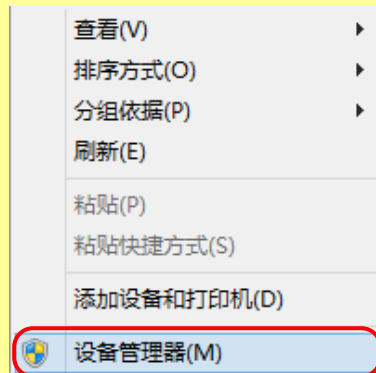 查看(V)
排序方式(O)
分组依据(P)
刷新(E)
粘贴(P)
粘贴快捷方式(S)
添加设备和打印机(D)
设备管理器(M)